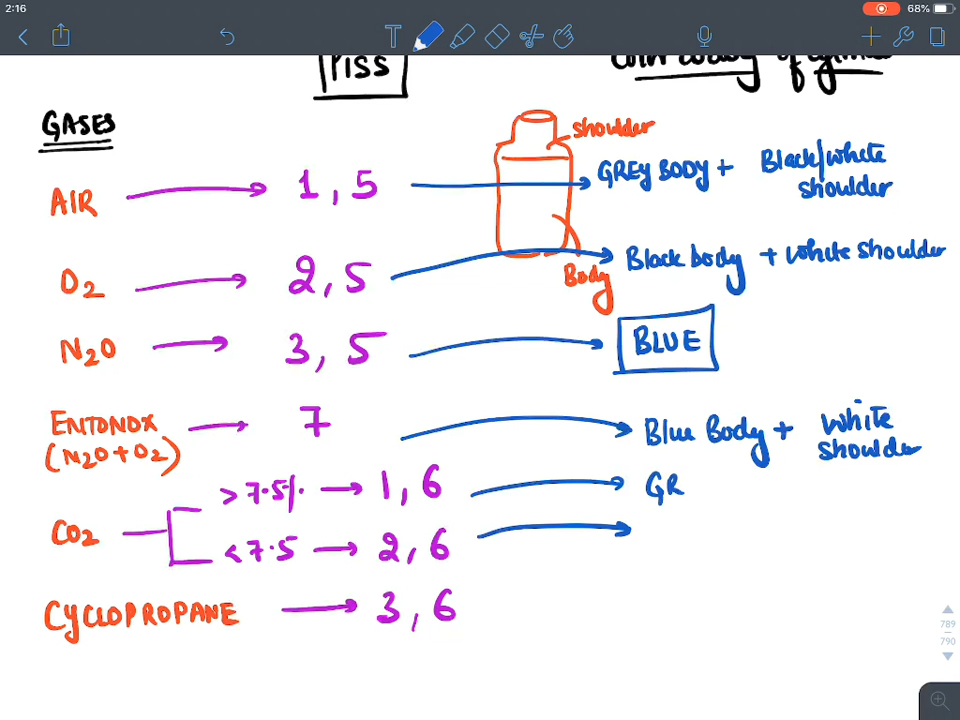 2:16
68%
T
PISS
GASES
shoulder
AIR → 1, 5 → GREY BODY + Black/white shoulder
Body
O2 → 2, 5 → Black body + white shoulder
N2O → 3, 5 → BLUE
ENTONOX → 7 → Blue Body + white shoulder
(N2O+O2)
CO2
>7.5% → 1, 6 → GR
<7.5 → 2, 6 →
CYCLOPROPANE → 3, 6
789
790